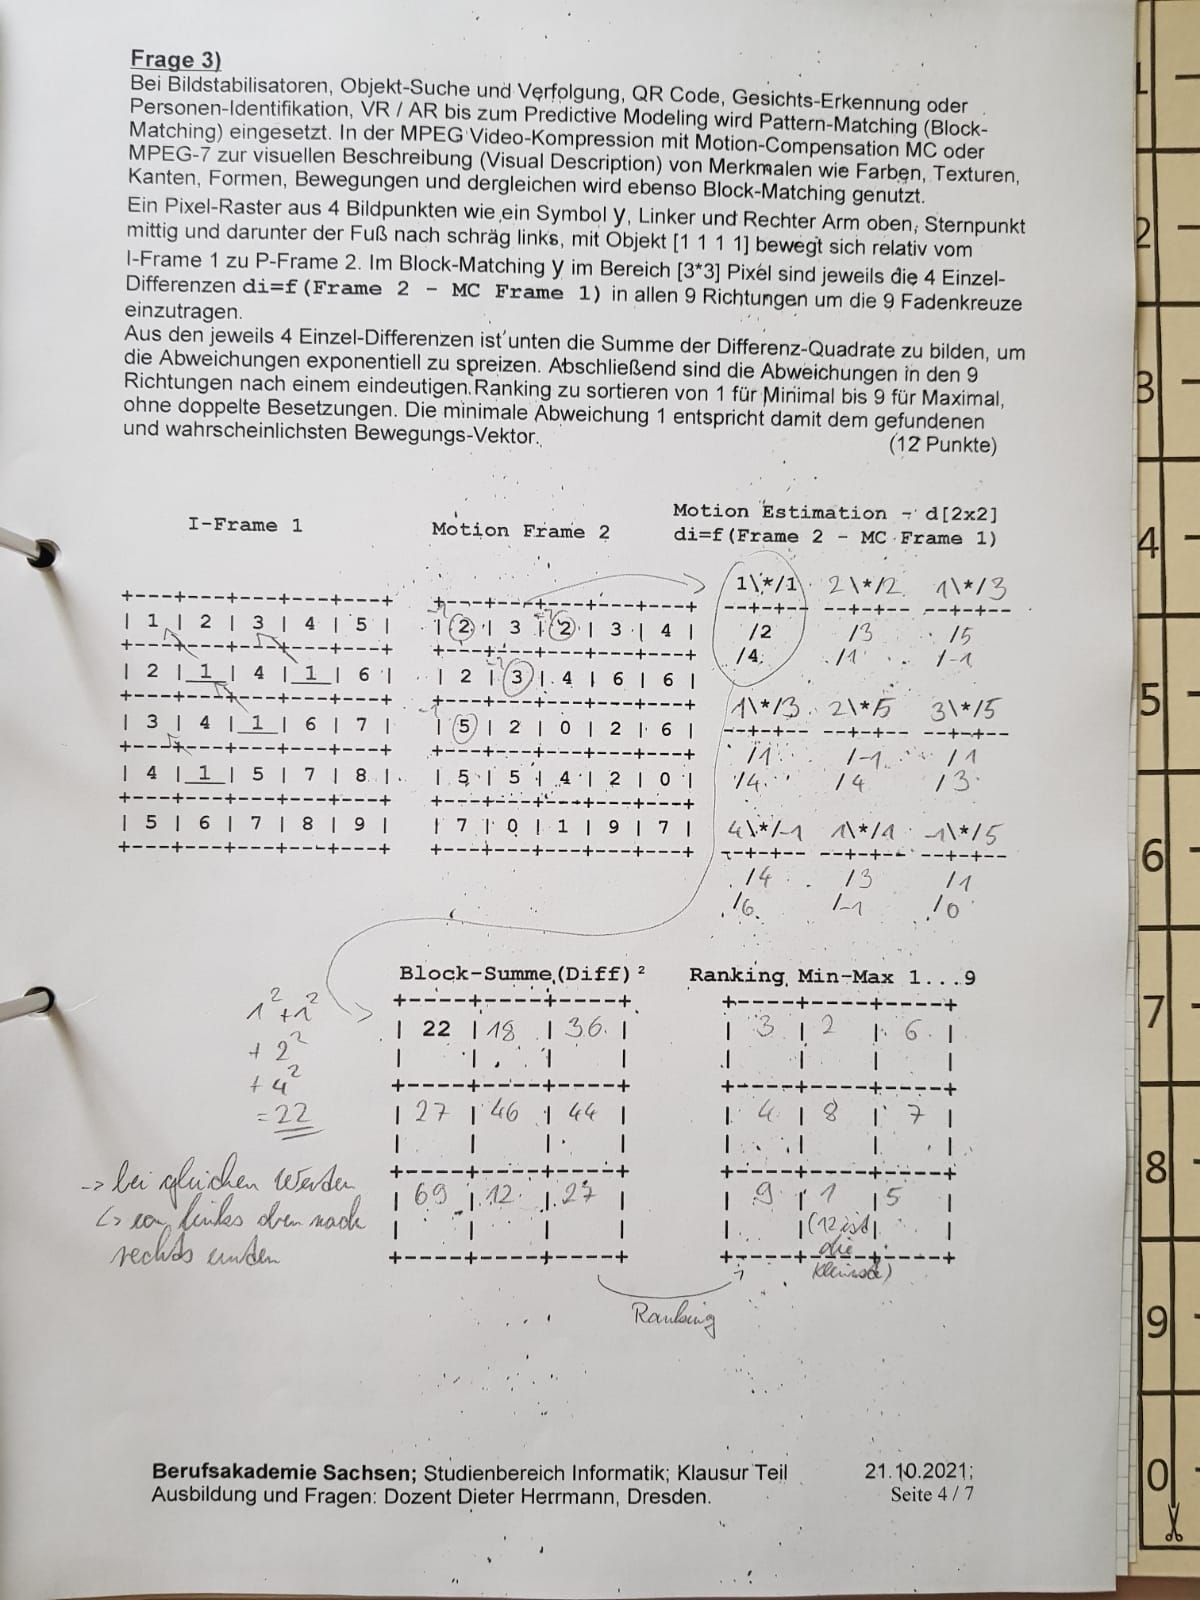 Frage 3)
Bei Bildstabilisatoren, Objekt-Suche und Verfolgung, QR Code, Gesichts-Erkennung oder
Personen-Identifikation, VR / AR bis zum Predictive Modeling wird Pattern-Matching (Block-
Matching) eingesetzt. In der MPEG Video-Kompression mit Motion-Compensation MC oder
MPEG-7 zur visuellen Beschreibung (Visual Description) von Merkmalen wie Farben, Texturen,
Kanten, Formen, Bewegungen und dergleichen wird ebenso Block-Matching genutzt.
Ein Pixel-Raster aus 4 Bildpunkten wie ein Symbol y, Linker und Rechter Arm oben, Sternpunkt
mittig und darunter der Fuß nach schräg links, mit Objekt [1 1 1 1] bewegt sich relativ vom
I-Frame 1 zu P-Frame 2. Im Block-Matching y im Bereich [3*3] Pixel sind jeweils die 4 Einzel-
Differenzen di=f(Frame 2 - MC Frame 1) in allen 9 Richtungen um die 9 Fadenkreuze
einzutragen.
Aus den jeweils 4 Einzel-Differenzen ist unten die Summe der Differenz-Quadrate zu bilden, um
die Abweichungen exponentiell zu spreizen. Abschließend sind die Abweichungen in den 9
Richtungen nach einem eindeutigen Ranking zu sortieren von 1 für Minimal bis 9 für Maximal,
ohne doppelte Besetzungen. Die minimale Abweichung 1 entspricht damit dem gefundenen
und wahrscheinlichsten Bewegungs-Vektor. (12 Punkte)
I-Frame 1 Motion Frame 2 Motion Estimation - d[2x2]
di=f(Frame 2 - MC Frame 1)
1\*/1 2\*/2 1\*/3
+---+---+---+---+---+ +---+---+---+---+---+ --+-+-- --+-+-- --+-+--
| 1 | 2 | 3 | 4 | 5 | | 2 | 3 | 2 | 3 | 4 | /2 /3 /5
+---+---+---+---+---+ +---+---+---+---+---+ /4 /1 /-1
| 2 | 1 | 4 | 1 | 6 | | 2 | 3 | 4 | 6 | 6 |
+---+---+---+---+---+ +---+---+---+---+---+ 1\*/3 2\*/5 3\*/5
| 3 | 4 | 1 | 6 | 7 | | 5 | 2 | 0 | 2 | 6 | --+-+-- --+-+-- --+-+--
+---+---+---+---+---+ +---+---+---+---+---+ /1 /-1 /1
| 4 | 1 | 5 | 7 | 8 | | 5 | 5 | 4 | 2 | 0 | /4 /4 /3
+---+---+---+---+---+ +---+---+---+---+---+
| 5 | 6 | 7 | 8 | 9 | | 7 | 0 | 1 | 9 | 7 | 4\*/-1 1\*/1 -1\*/5
+---+---+---+---+---+ +---+---+---+---+---+ --+-+-- --+-+-- --+-+--
/4 /3 /1
/6 /-1 /0
Block-Summe (Diff)² Ranking Min-Max 1...9
+----+----+----+ +----+----+----+
1²+1² | 22 | 18 | 36 | | 3 | 2 | 6 |
+ 2² | | | | | | | |
+ 4² +----+----+----+ +----+----+----+
= 22 | 27 | 46 | 44 | | 4 | 8 | 7 |
| | | | | | | |
-> bei gleichen Werden +----+----+----+ +----+----+----+
↳ von links oben nach | 69 | 12 | 27 | | 9 | 1 | 5 |
rechts unden | | | | | | (12 ist | |
+----+----+----+ +----+ die +----+
kleinste)
Ranking
Berufsakademie Sachsen; Studienbereich Informatik; Klausur Teil 21.10.2021;
Ausbildung und Fragen: Dozent Dieter Herrmann, Dresden. Seite 4 / 7
1
2
3
4
5
6
7
8
9
0